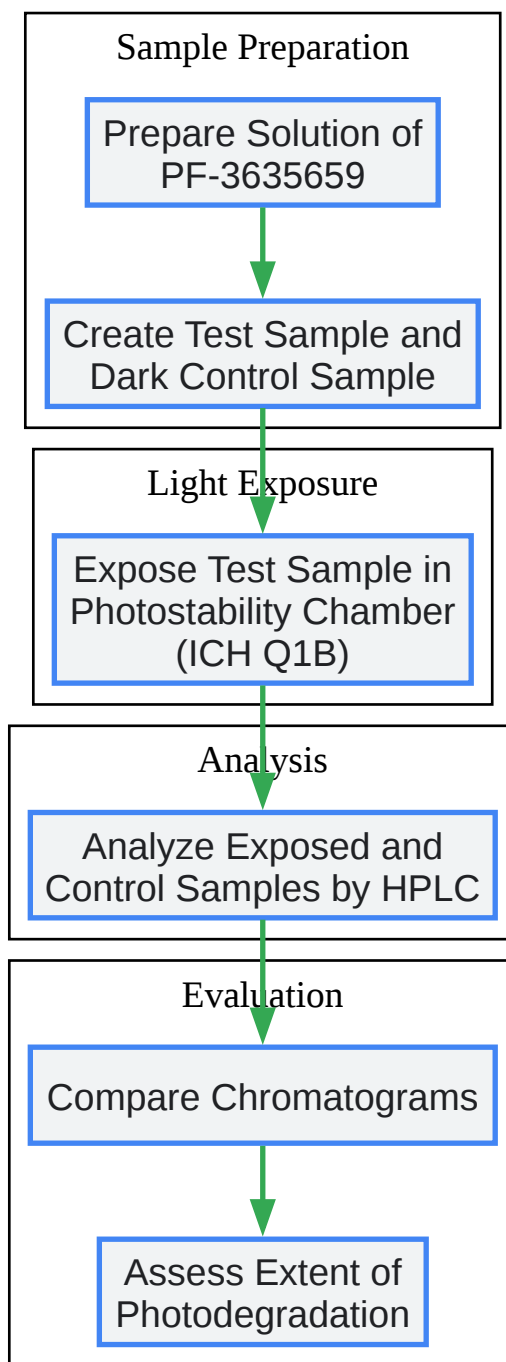 Sample Preparation
Prepare Solution of
PF-3635659
Create Test Sample and
Dark Control Sample
Light Exposure
Expose Test Sample in
Photostability Chamber
(ICH Q1B)
Analysis
Analyze Exposed and
Control Samples by HPLC
Evaluation
Compare Chromatograms
Assess Extent of
Photodegradation